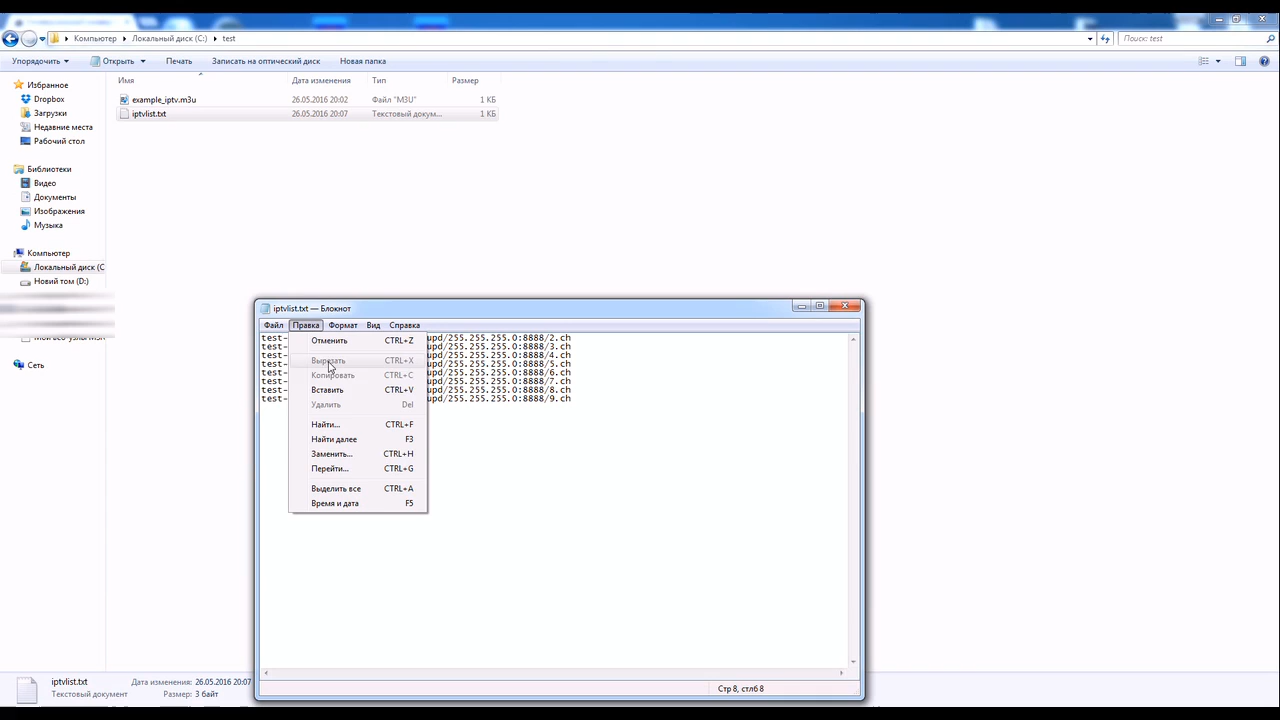 Компьютер
Локальный диск (C:)
test
Поиск: test
Упорядочить
Открыть
Печать
Записать на оптический диск
Новая папка
Имя
Дата изменения
Тип
Размер
example_iptv.m3u
26.05.2016 20:02
Файл "M3U"
1 КБ
iptvlist.txt
26.05.2016 20:07
Текстовый докум...
1 КБ
Избранное
Dropbox
Загрузки
Недавние места
Рабочий стол
Библиотеки
Видео
Документы
Изображения
Музыка
Компьютер
Локальный диск (C
Новий том (D:)
Сеть
iptvlist.txt — Блокнот
Файл
Правка
Формат
Вид
Справка
test-
upd/255.255.255.0:8888/2.ch
test-
upd/255.255.255.0:8888/3.ch
test-
upd/255.255.255.0:8888/4.ch
test-
upd/255.255.255.0:8888/5.ch
test-
upd/255.255.255.0:8888/6.ch
test-
upd/255.255.255.0:8888/7.ch
test-
upd/255.255.255.0:8888/8.ch
test-
upd/255.255.255.0:8888/9.ch
Отменить CTRL+Z
Вырезать CTRL+X
Копировать CTRL+C
Вставить CTRL+V
Удалить Del
Найти... CTRL+F
Найти далее F3
Заменить... CTRL+H
Перейти... CTRL+G
Выделить все CTRL+A
Время и дата F5
Стр 8, стлб 8
iptvlist.txt
Дата изменения: 26.05.2016 20:07
Текстовый документ
Размер: 3 байт